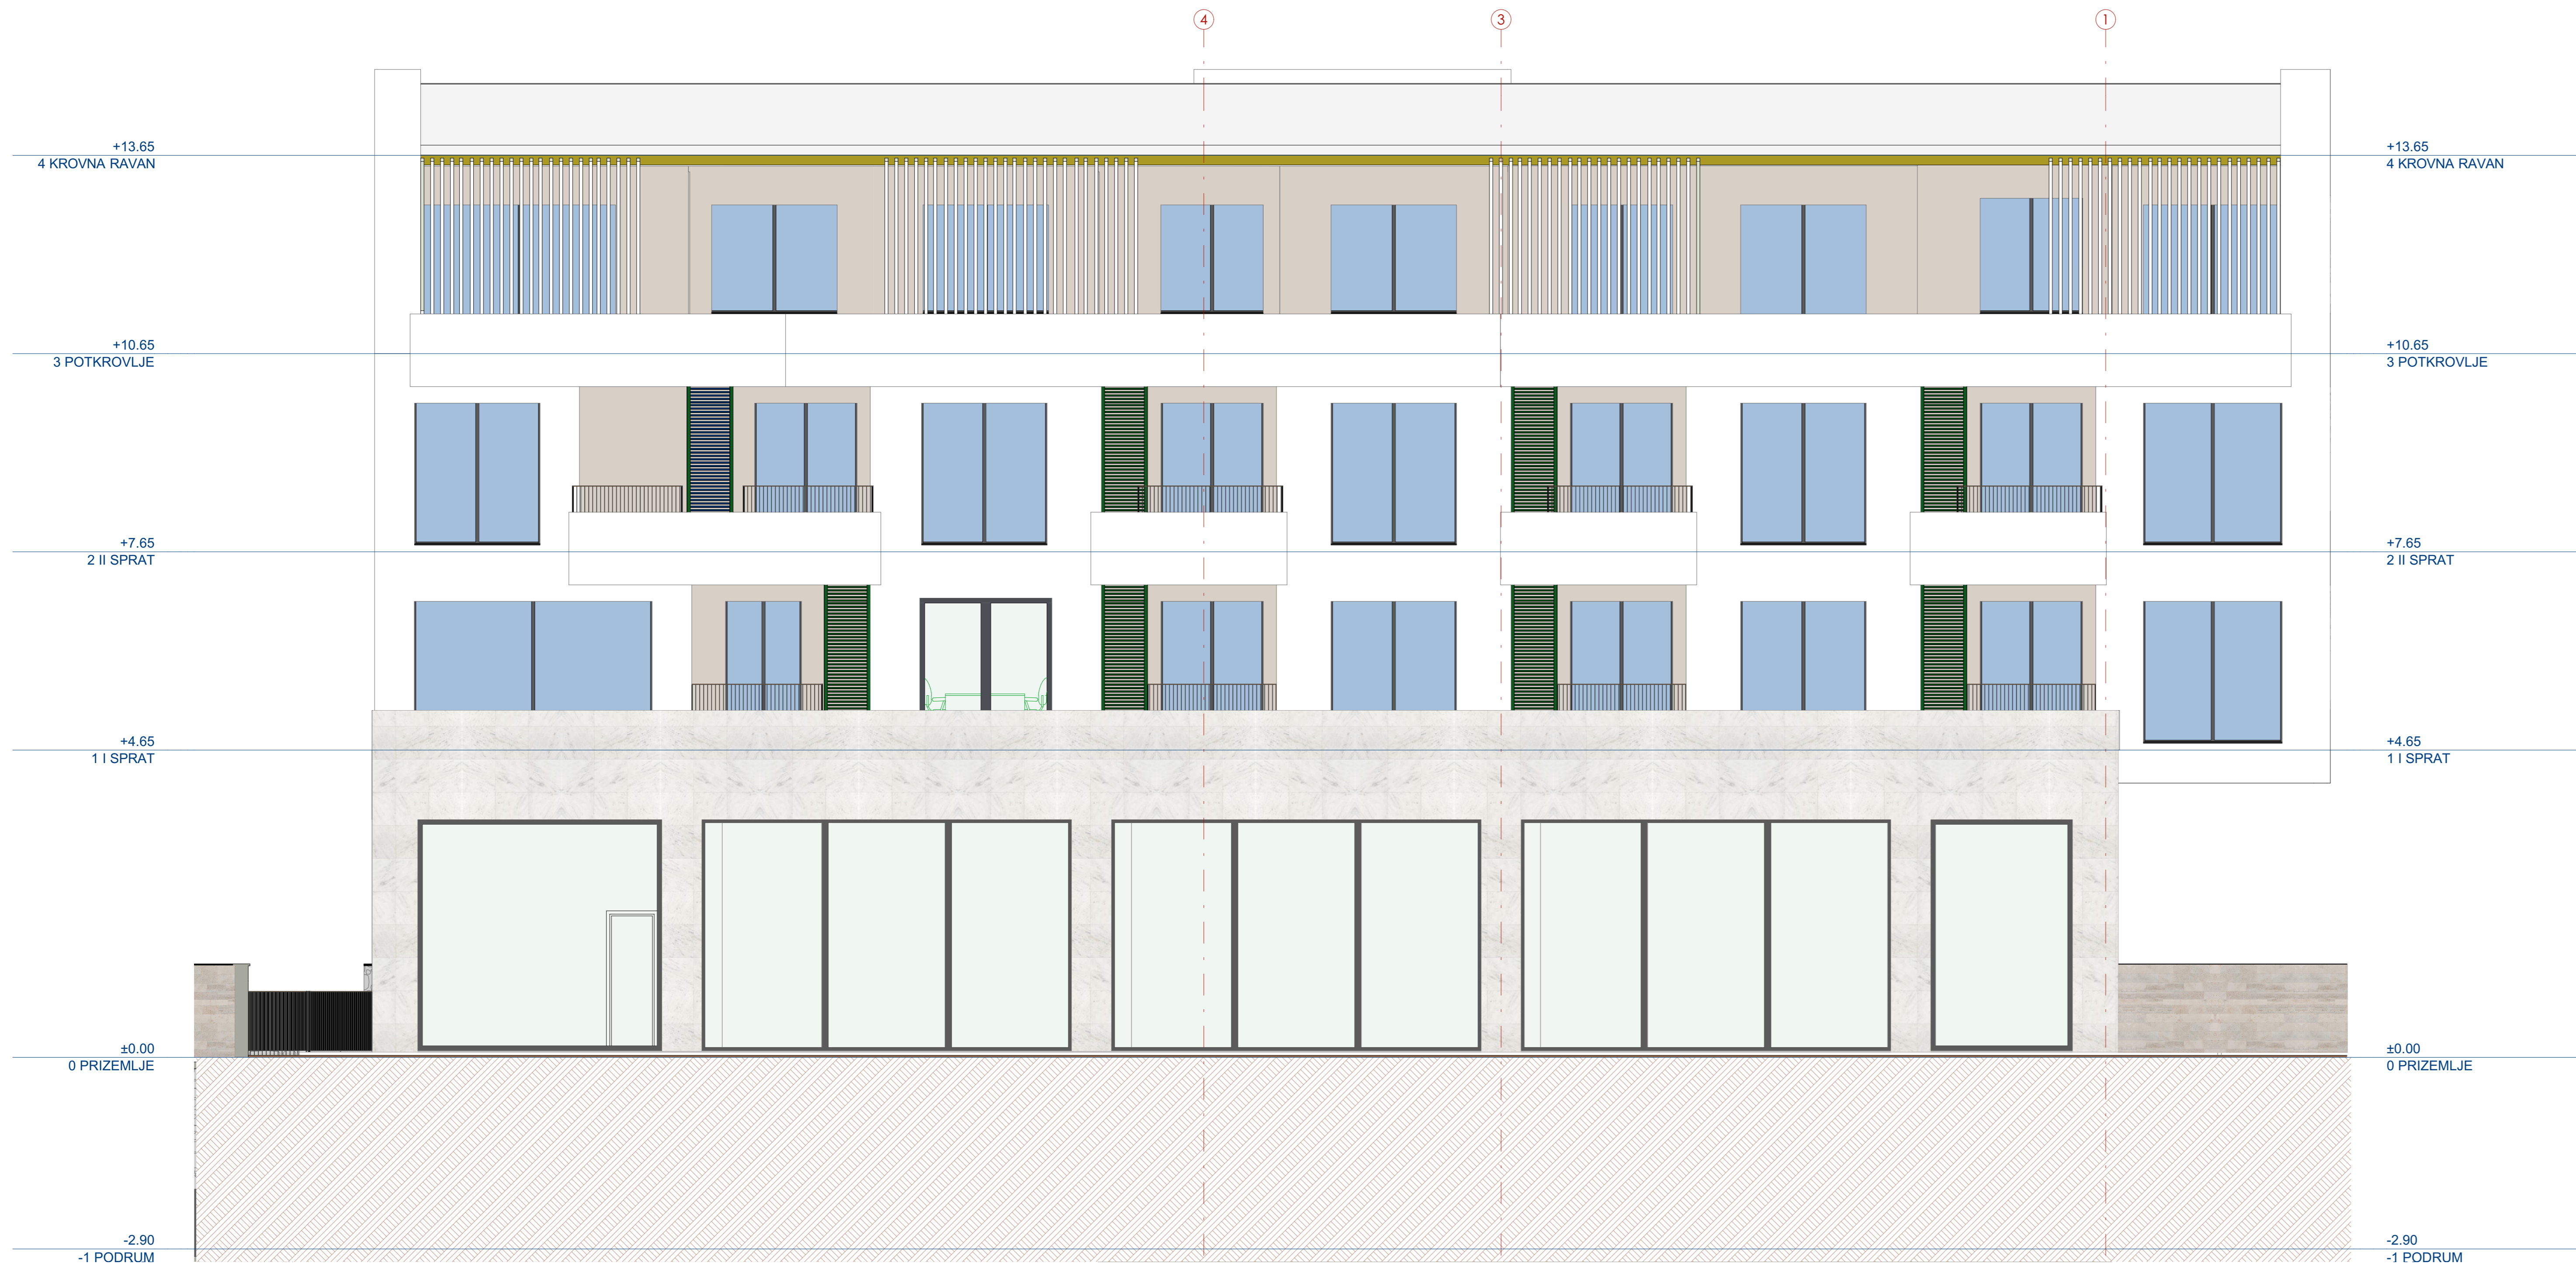 4 3 1
+13.65 +13.65
4 KROVNA RAVAN 4 KROVNA RAVAN
+10.65 +10.65
3 POTKROVLJE 3 POTKROVLJE
+7.65 +7.65
2 II SPRAT 2 II SPRAT
+4.65 +4.65
1 I SPRAT 1 I SPRAT
±0.00 ±0.00
0 PRIZEMLJE 0 PRIZEMLJE
-2.90 -2.90
-1 PODRUM -1 PODRUM